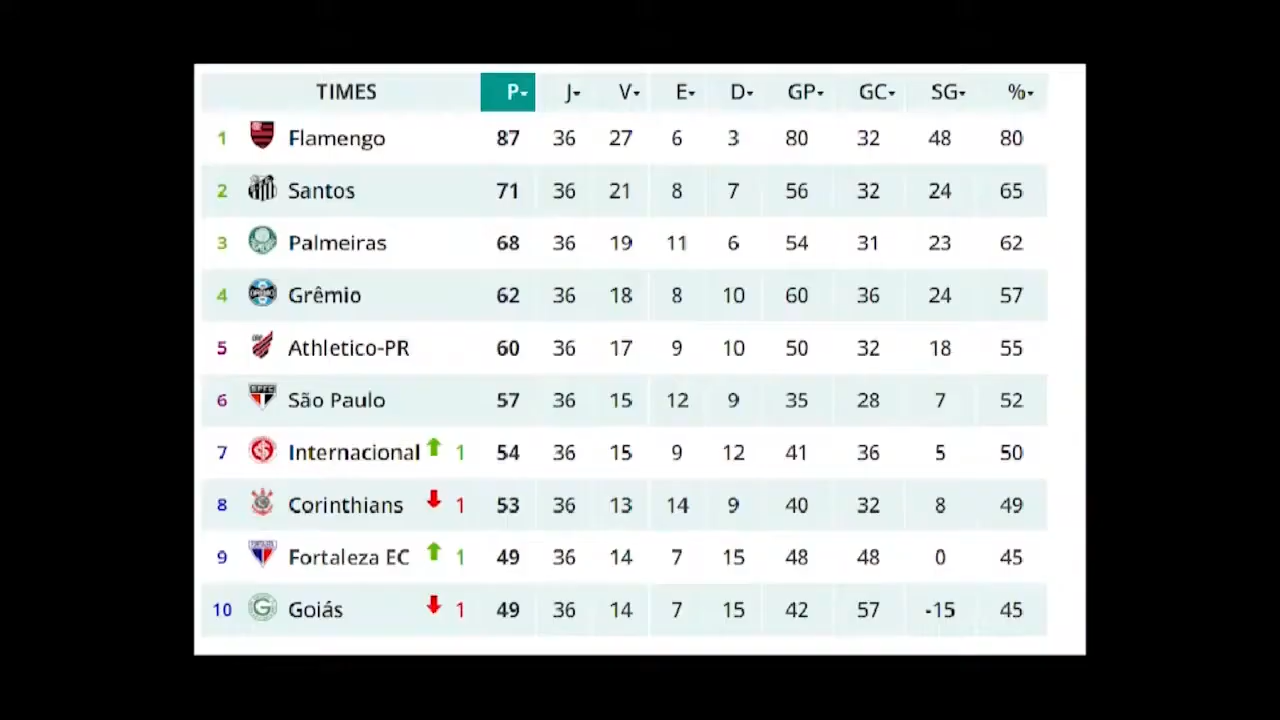 TIMES P J V E D GP GC SG %
1 Flamengo 87 36 27 6 3 80 32 48 80
2 Santos 71 36 21 8 7 56 32 24 65
3 Palmeiras 68 36 19 11 6 54 31 23 62
4 Grêmio 62 36 18 8 10 60 36 24 57
5 Athletico-PR 60 36 17 9 10 50 32 18 55
6 São Paulo 57 36 15 12 9 35 28 7 52
7 Internacional 1 54 36 15 9 12 41 36 5 50
8 Corinthians 1 53 36 13 14 9 40 32 8 49
9 Fortaleza EC 1 49 36 14 7 15 48 48 0 45
10 Goiás 1 49 36 14 7 15 42 57 -15 45